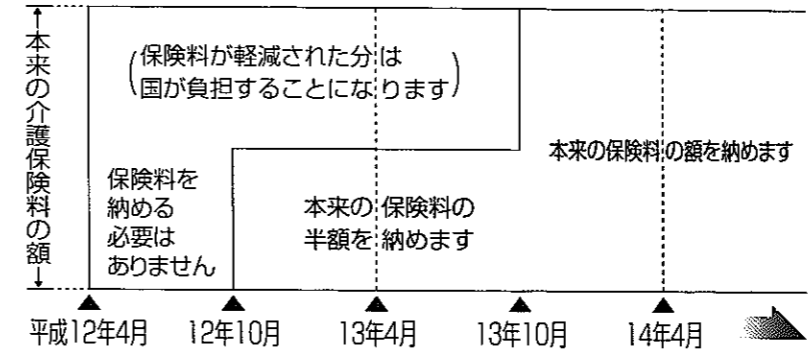 本来の介護保険料の額
(保険料が軽減された分は
国が負担することになります)
保険料を
納める
必要は
ありません
本来の保険料の
半額を納めます
本来の保険料の額を納めます
平成12年4月
12年10月
13年4月
13年10月
14年4月